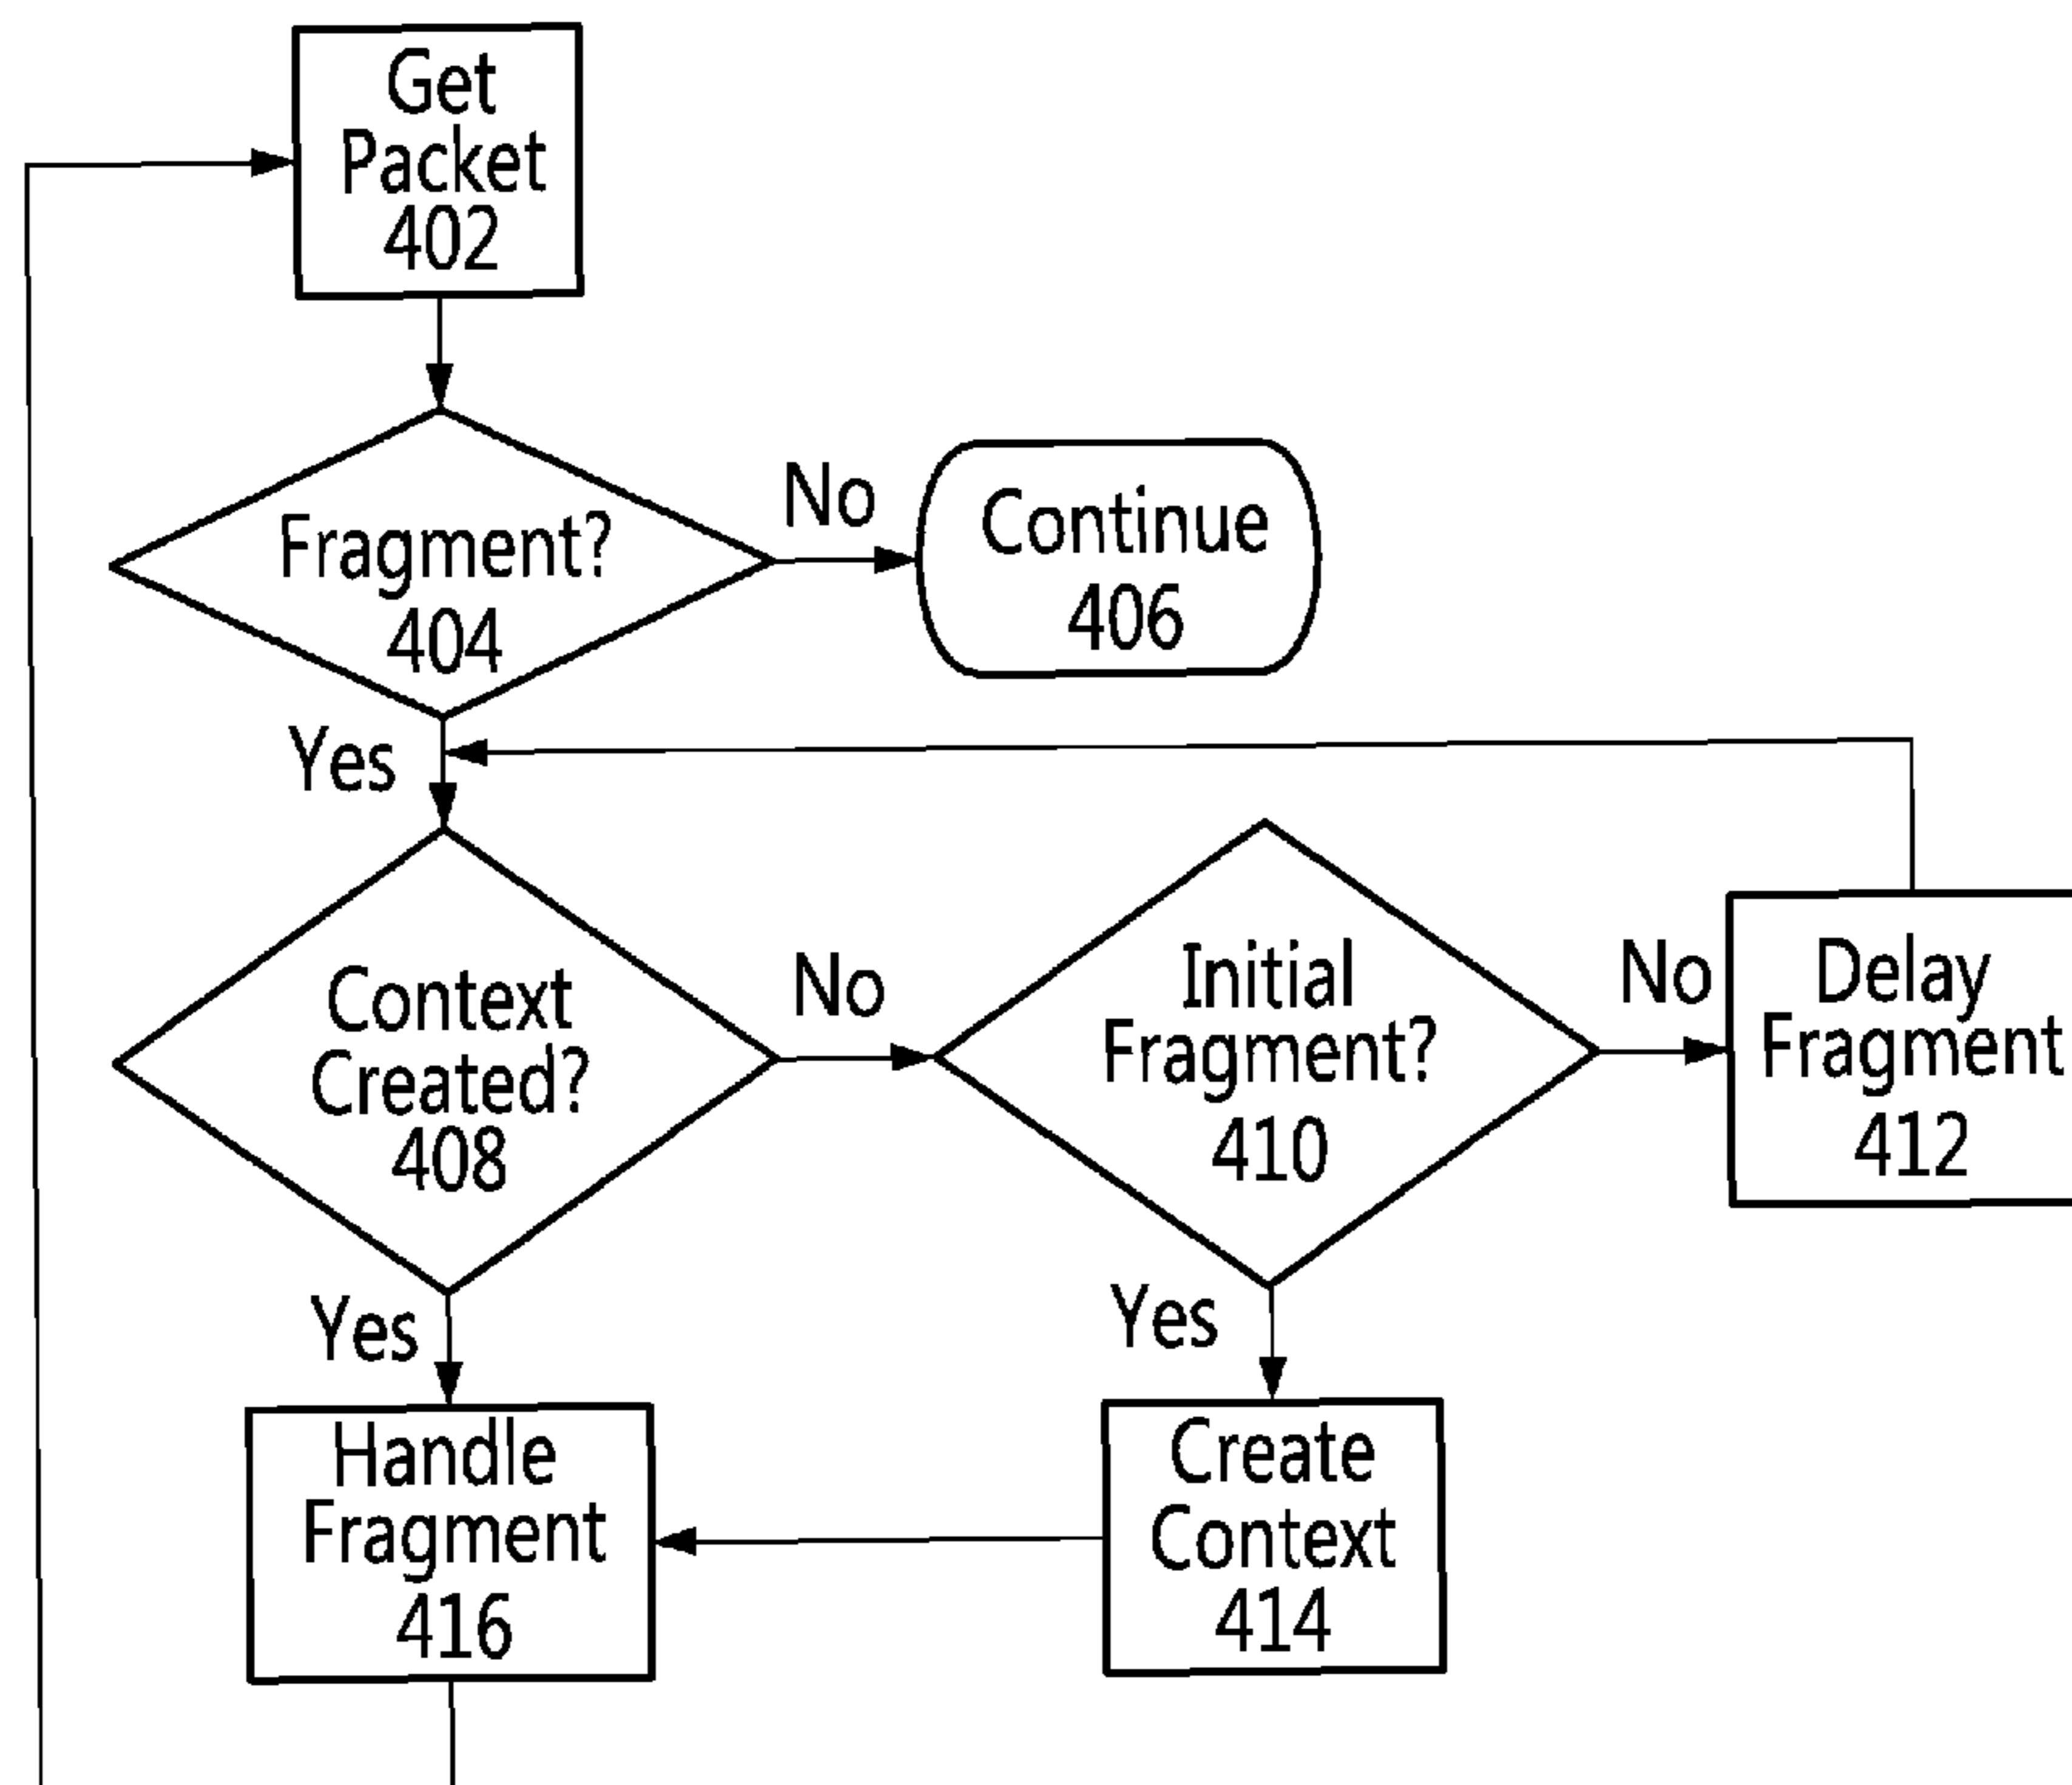 Get
Packet
402
Fragment?
404
No
Continue
406
Yes
Context
Created?
408
No
Initial
Fragment?
410
No
Delay
Fragment
412
Yes
Yes
Handle
Fragment
416
Create
Context
414